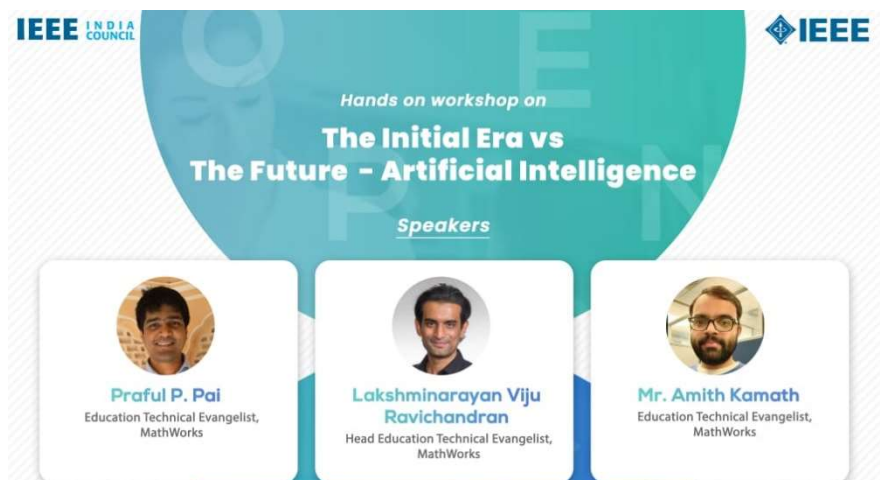 IEEE INDIA COUNCIL
IEEE
O P E N
Hands on workshop on
The Initial Era vs
The Future - Artificial Intelligence
Speakers
Praful P. Pai
Education Technical Evangelist,
MathWorks
Lakshminarayan Viju
Ravichandran
Head Education Technical Evangelist,
MathWorks
Mr. Amith Kamath
Education Technical Evangelist,
MathWorks